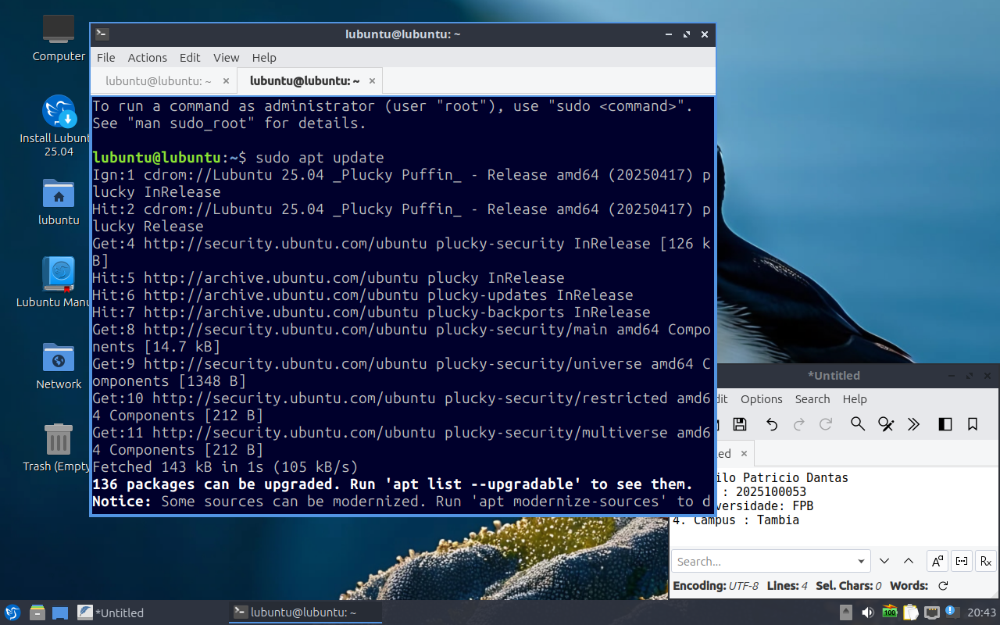 Computer
Install Lubunt
25.04
lubuntu
Lubuntu Manu
Network
Trash (Empty
lubuntu@lubuntu: ~
File Actions Edit View Help
lubuntu@lubuntu: ~ × lubuntu@lubuntu: ~ ×
To run a command as administrator (user "root"), use "sudo <command>".
See "man sudo_root" for details.
lubuntu@lubuntu:~$ sudo apt update
Ign:1 cdrom://Lubuntu 25.04 _Plucky Puffin_ - Release amd64 (20250417) p
lucky InRelease
Hit:2 cdrom://Lubuntu 25.04 _Plucky Puffin_ - Release amd64 (20250417) p
lucky Release
Get:4 http://security.ubuntu.com/ubuntu plucky-security InRelease [126 k
B]
Hit:5 http://archive.ubuntu.com/ubuntu plucky InRelease
Hit:6 http://archive.ubuntu.com/ubuntu plucky-updates InRelease
Hit:7 http://archive.ubuntu.com/ubuntu plucky-backports InRelease
Get:8 http://security.ubuntu.com/ubuntu plucky-security/main amd64 Compo
nents [14.7 kB]
Get:9 http://security.ubuntu.com/ubuntu plucky-security/universe amd64 C
omponents [1348 B]
Get:10 http://security.ubuntu.com/ubuntu plucky-security/restricted amd6
4 Components [212 B]
Get:11 http://security.ubuntu.com/ubuntu plucky-security/multiverse amd6
4 Components [212 B]
Fetched 143 kB in 1s (105 kB/s)
136 packages can be upgraded. Run 'apt list --upgradable' to see them.
Notice: Some sources can be modernized. Run 'apt modernize-sources' to d
*Untitled
dit Options Search Help
ed ×
ilo Patricio Dantas
: 2025100053
versidade: FPB
4. Campus : Tambia
Search...
Encoding: UTF-8 Lines: 4 Sel. Chars: 0 Words:
*Untitled
lubuntu@lubuntu: ~
100
20:43